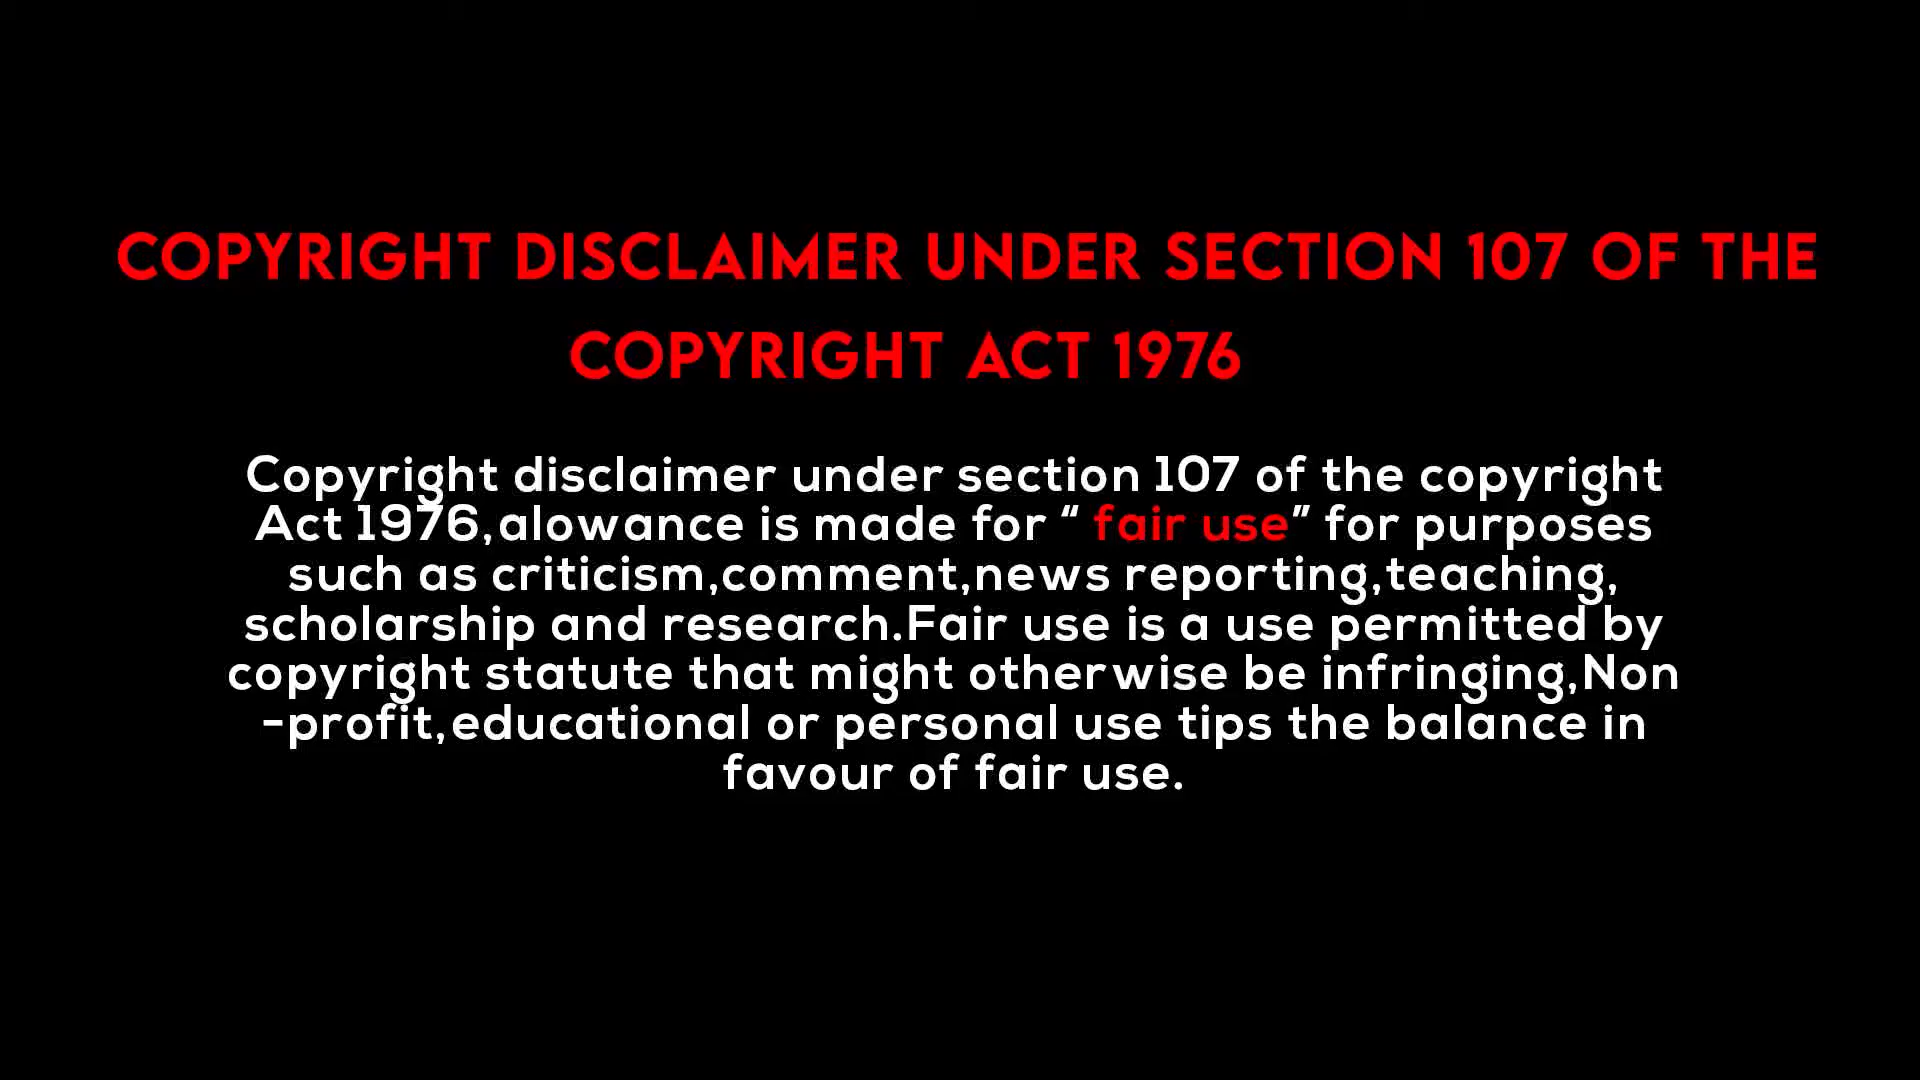 COPYRIGHT DISCLAIMER UNDER SECTION 107 OF THE
COPYRIGHT ACT 1976
Copyright disclaimer under section 107 of the copyright
Act 1976,alowance is made for “ fair use” for purposes
such as criticism,comment,news reporting,teaching,
scholarship and research.Fair use is a use permitted by
copyright statute that might otherwise be infringing,Non
-profit,educational or personal use tips the balance in
favour of fair use.